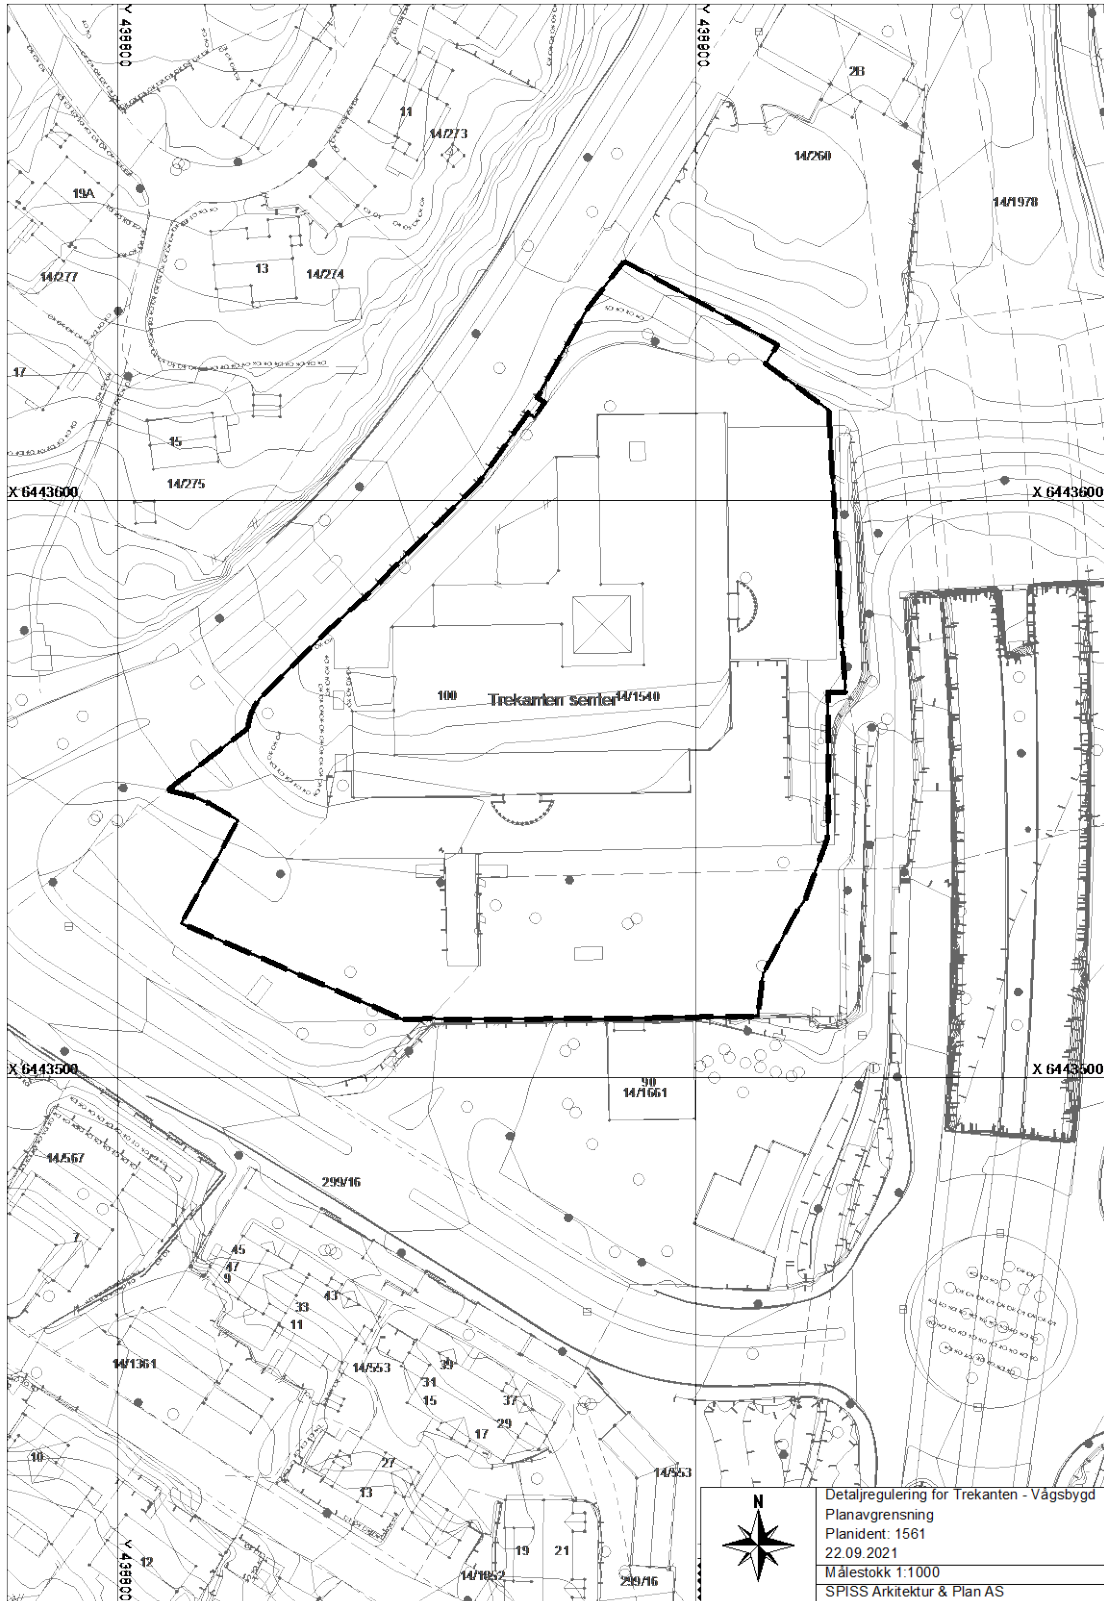 Y 438800
Y 438900
2B
11
14/273
14/260
19A
14/1978
13
14/274
14/277
17
15
14/275
X 6443600
X 6443600
100
Trekanten senter
14/1540
X 6443500
X 6443500
90
14/1661
14/567
299/16
7
45
47
9
43
33
11
14/1361
14/553
39
31
15
37
29
17
10
27
13
14/553
12
19
21
14/1052
299/16
Y 438800
N
Detaljregulering for Trekanten - Vågsbygd
Planavgrensning
Planident: 1561
22.09.2021
Målestokk 1:1000
SPISS Arkitektur & Plan AS